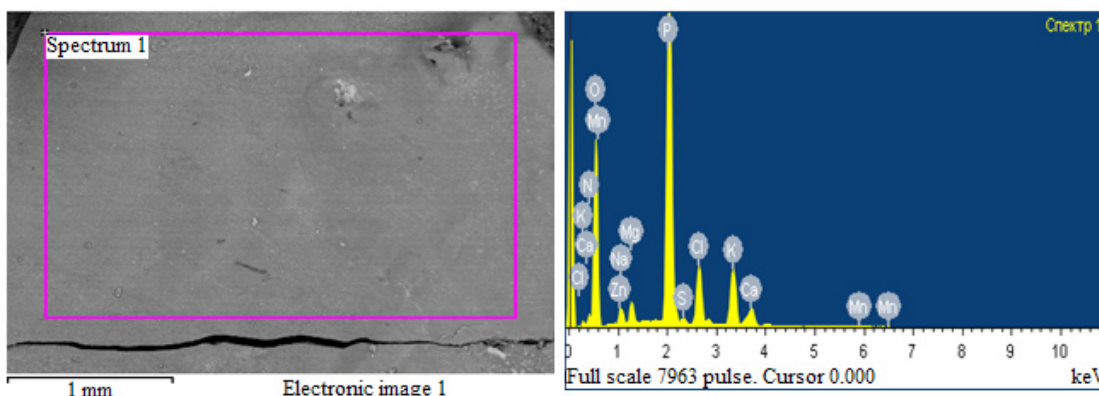 Spectrum 1
1 mm
Electronic image 1
Спектр 1
P
O
Mn
N
K
Ca
Cl
Mg
Na
Zn
S
Cl
K
Ca
Mn
Mn
0 1 2 3 4 5 6 7 8 9 10
Full scale 7963 pulse. Cursor 0.000 keV